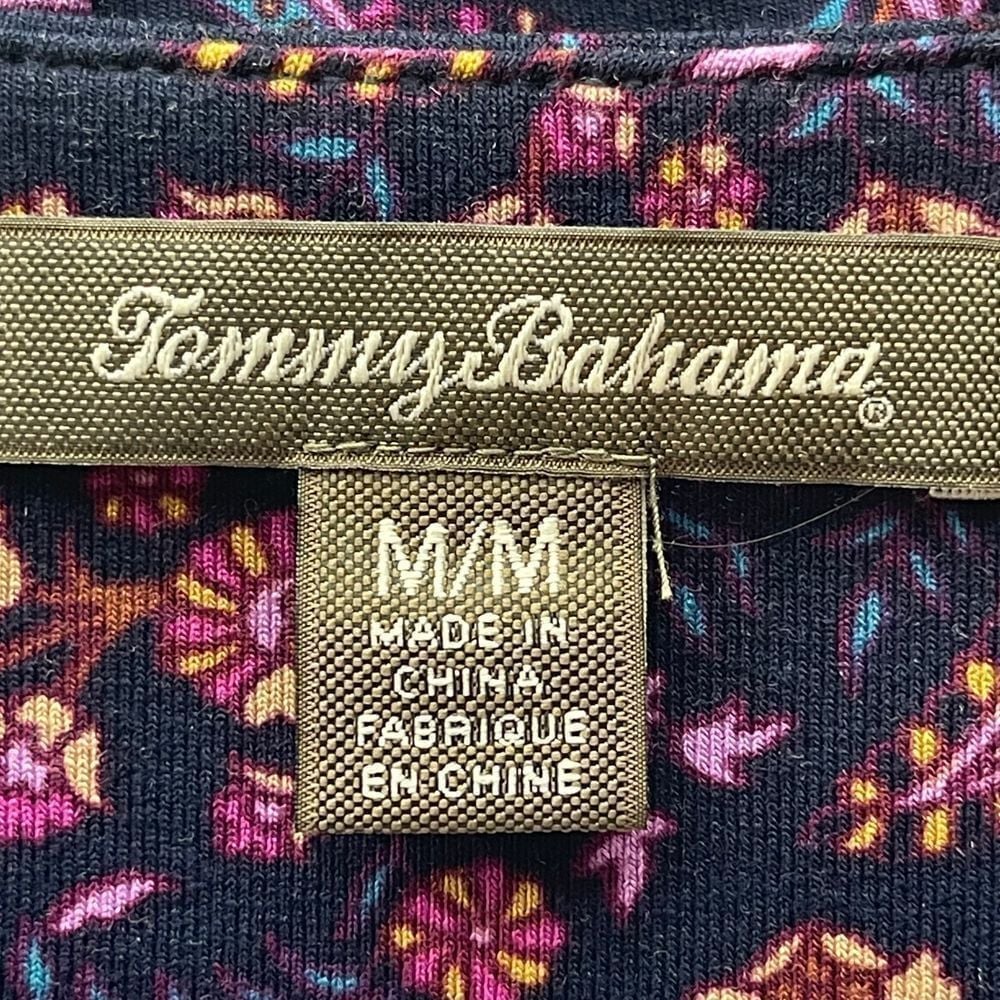 Tommy Bahama®
M/M
MADE IN
CHINA
FABRIQUE
EN CHINE